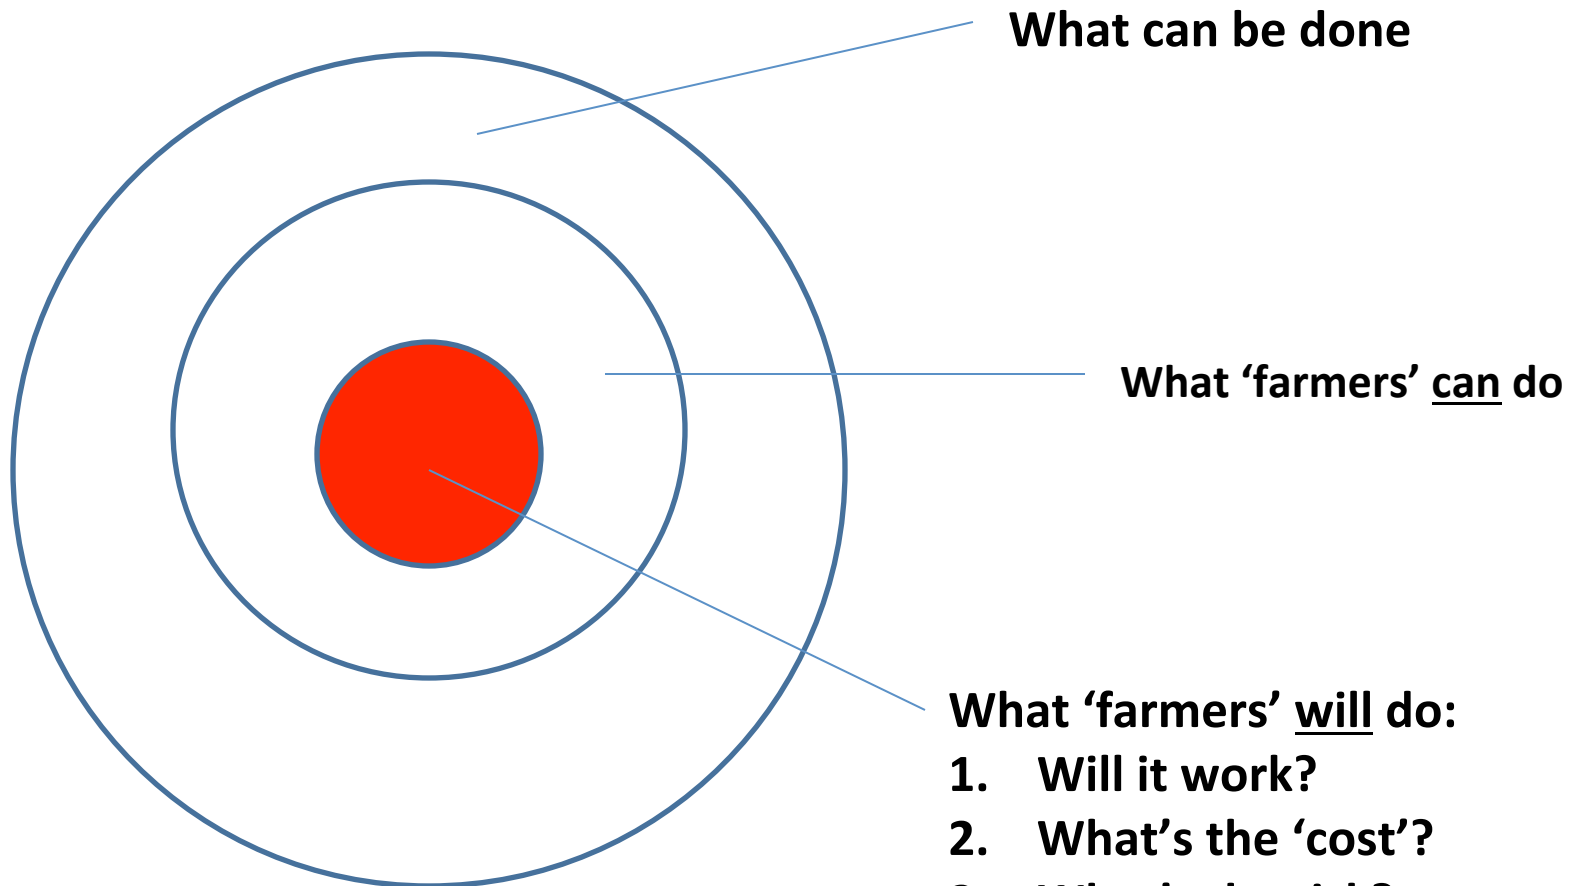 What can be done
What ‘farmers’ can do
What ‘farmers’ will do:
1. Will it work?
2. What’s the ‘cost’?